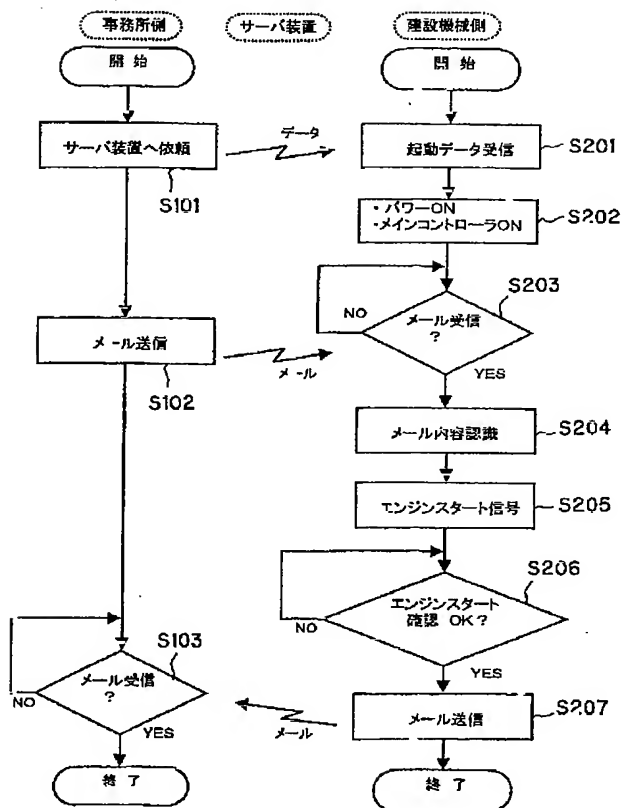 事務所側
サーバ装置
建設機械側
開 始
開 始
サーバ装置へ依頼
データ
起動データ受信
S201
S101
・パワーON
・メインコントローラON
S202
S203
NO
メール受信
?
メール送信
メール
YES
S102
メール内容認識
S204
エンジンスタート信号
S205
S206
エンジンスタート
確認 OK?
NO
S103
YES
メール受信
?
NO
メール
メール送信
S207
YES
終 了
終 了